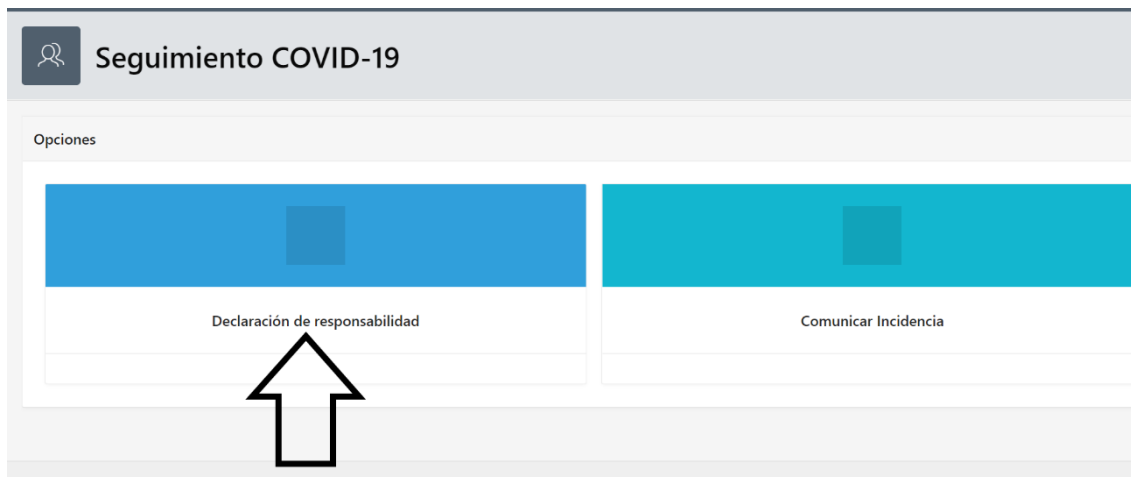 Seguimiento COVID-19
Opciones
Declaración de responsabilidad
Comunicar Incidencia